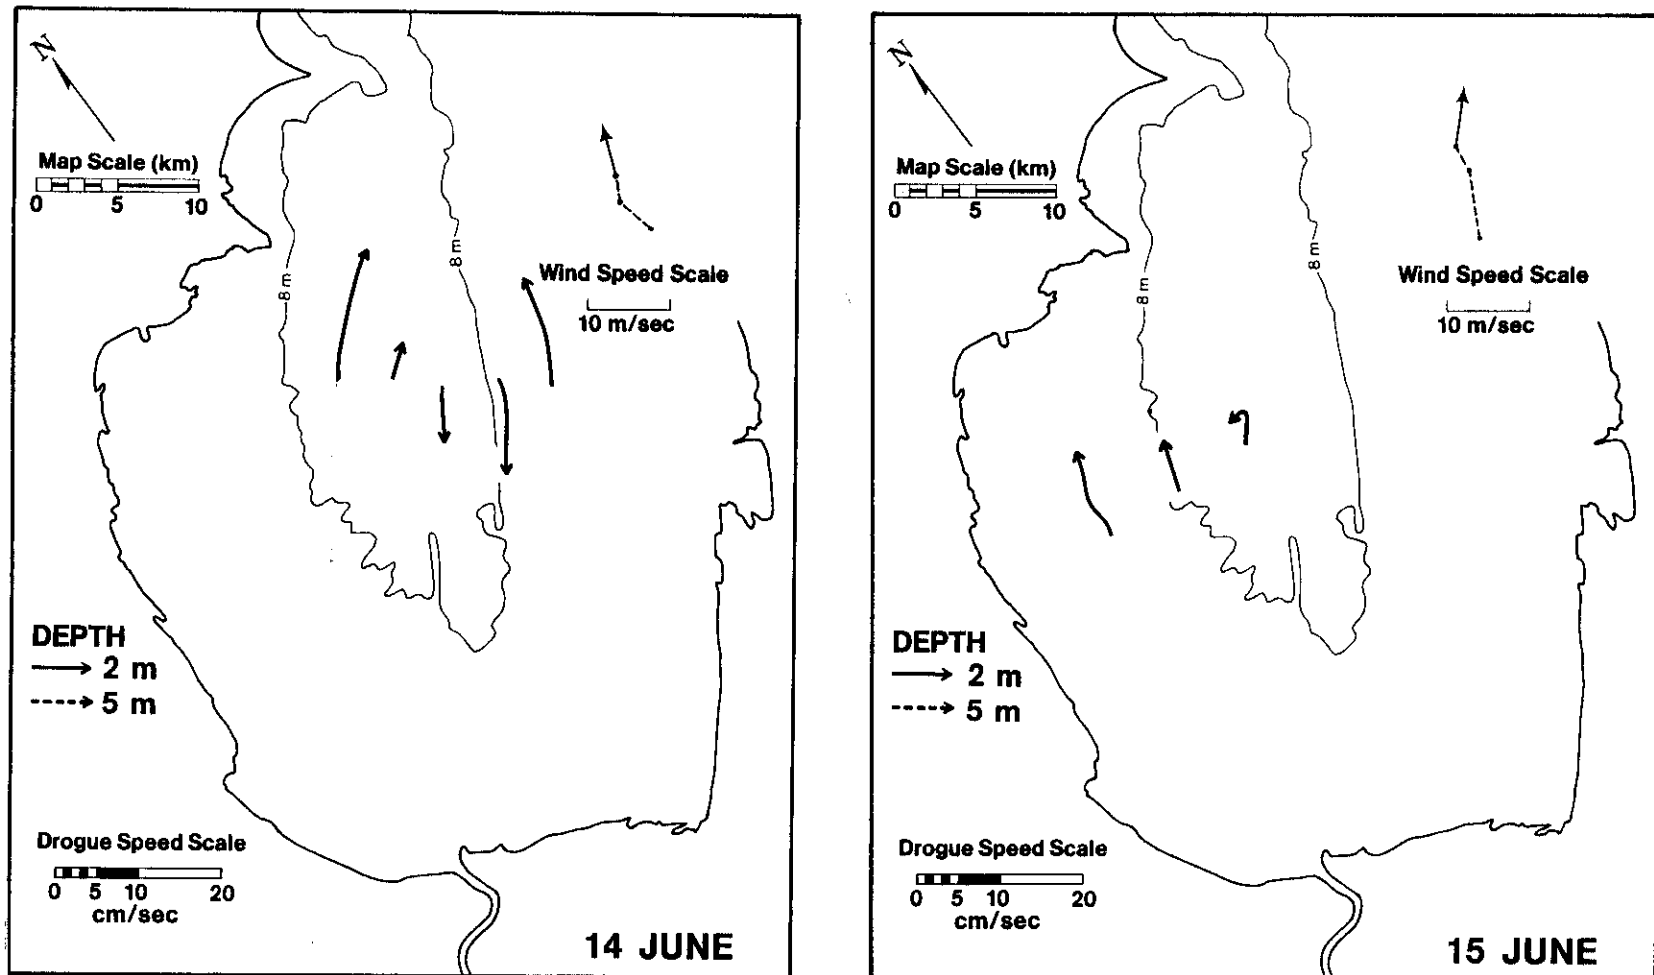 N
Map Scale (km)
0 5 10
8 m
8 m
Wind Speed Scale
10 m/sec
DEPTH
2 m
5 m
Drogue Speed Scale
0 5 10 20
cm/sec
14 JUNE
N
Map Scale (km)
0 5 10
8 m
8 m
Wind Speed Scale
10 m/sec
DEPTH
2 m
5 m
Drogue Speed Scale
0 5 10 20
cm/sec
15 JUNE